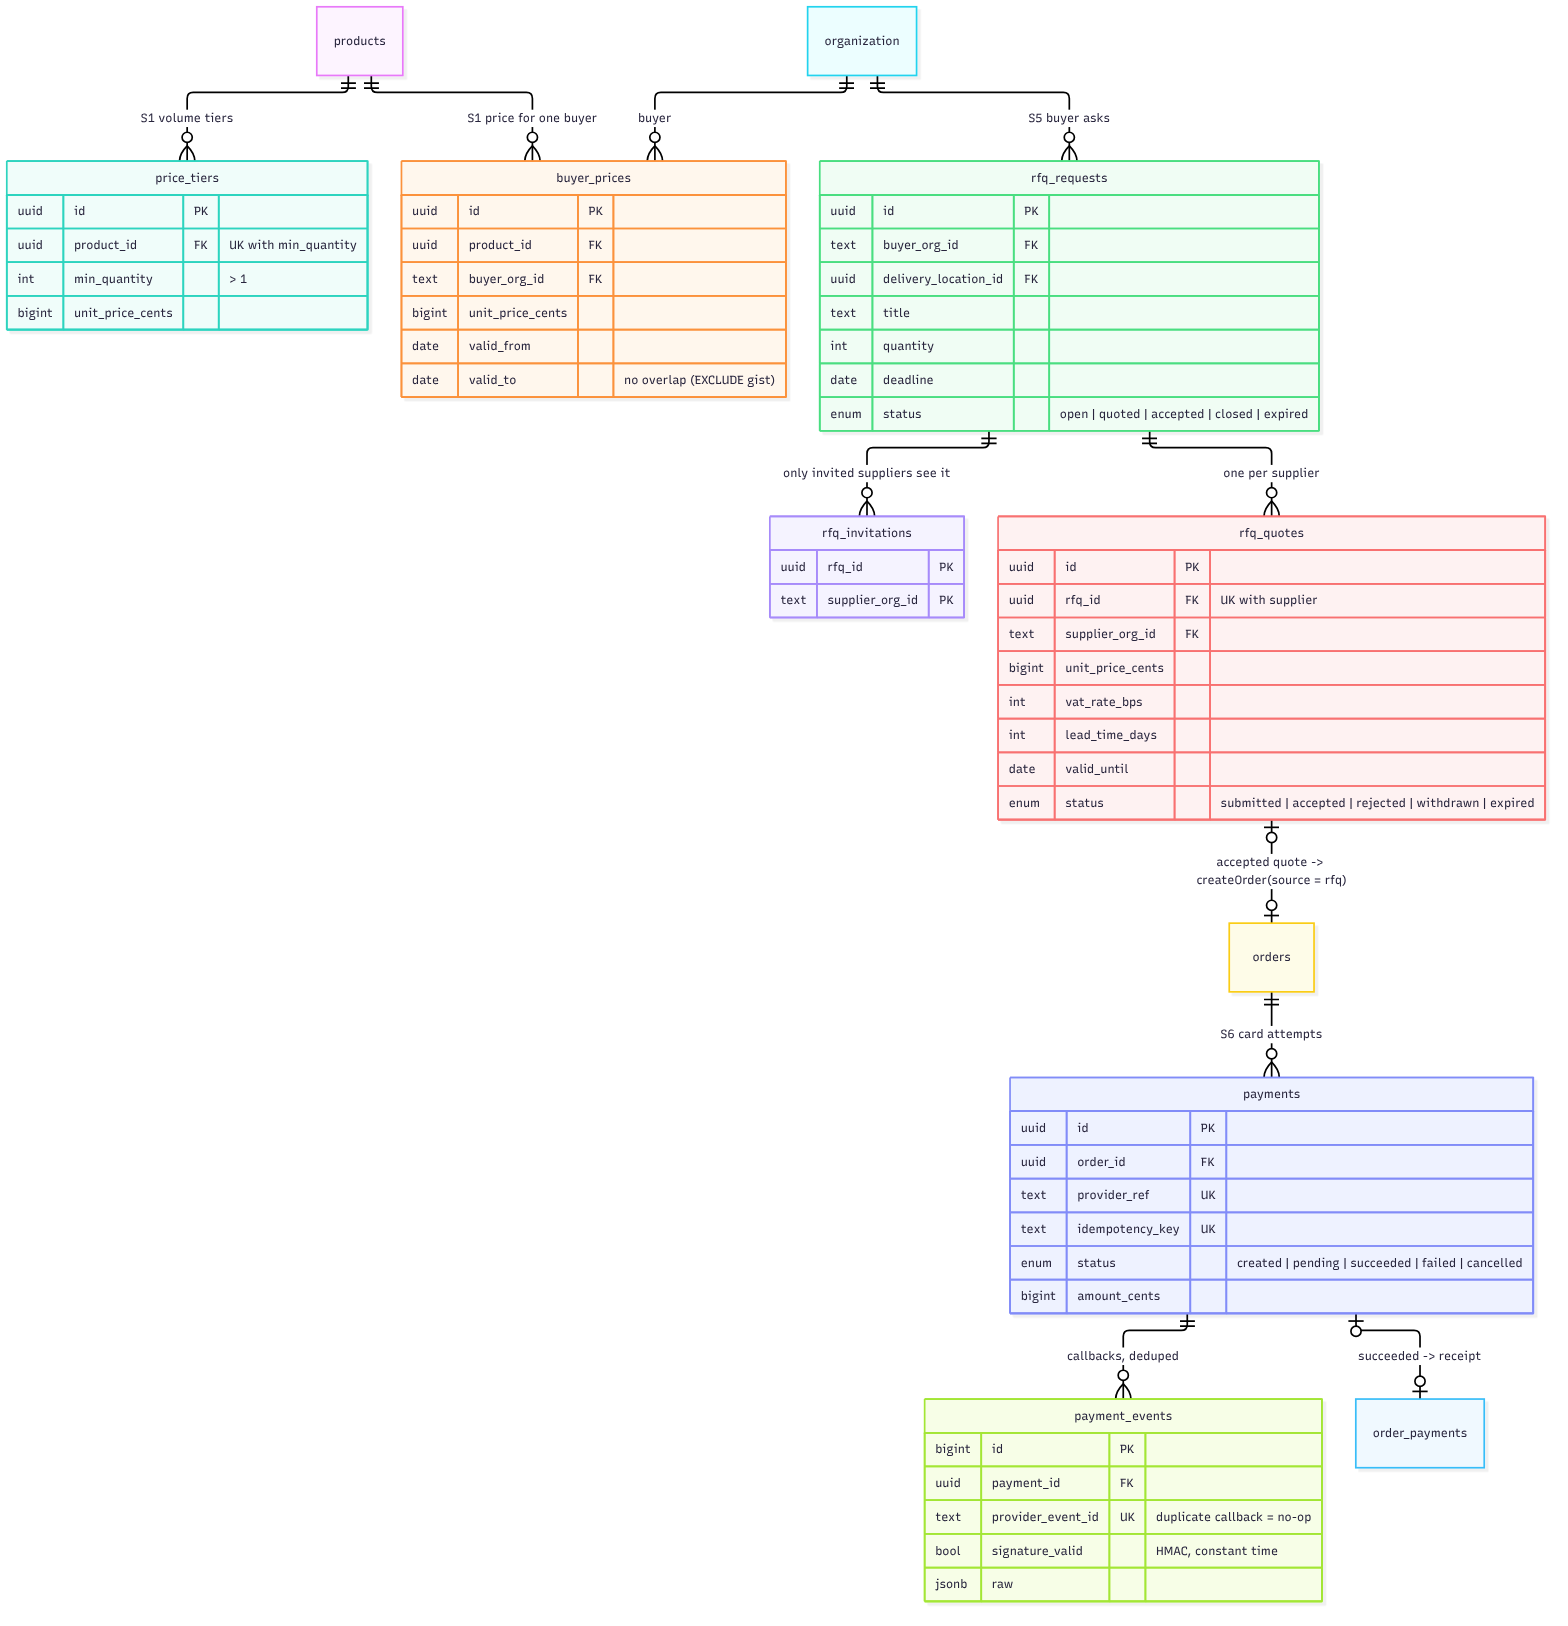 products
organization
S1 volume tiers
S1 price for one buyer
buyer
S5 buyer asks
price_tiers
uuid id PK
uuid product_id FK UK with min_quantity
int min_quantity > 1
bigint unit_price_cents
buyer_prices
uuid id PK
uuid product_id FK
text buyer_org_id FK
bigint unit_price_cents
date valid_from
date valid_to no overlap (EXCLUDE gist)
rfq_requests
uuid id PK
text buyer_org_id FK
uuid delivery_location_id FK
text title
int quantity
date deadline
enum status open | quoted | accepted | closed | expired
only invited suppliers see it
one per supplier
rfq_invitations
uuid rfq_id PK
text supplier_org_id PK
rfq_quotes
uuid id PK
uuid rfq_id FK UK with supplier
text supplier_org_id FK
bigint unit_price_cents
int vat_rate_bps
int lead_time_days
date valid_until
enum status submitted | accepted | rejected | withdrawn | expired
accepted quote ->
createOrder(source = rfq)
orders
S6 card attempts
payments
uuid id PK
uuid order_id FK
text provider_ref UK
text idempotency_key UK
enum status created | pending | succeeded | failed | cancelled
bigint amount_cents
callbacks, deduped
succeeded -> receipt
payment_events
bigint id PK
uuid payment_id FK
text provider_event_id UK duplicate callback = no-op
bool signature_valid HMAC, constant time
jsonb raw
order_payments